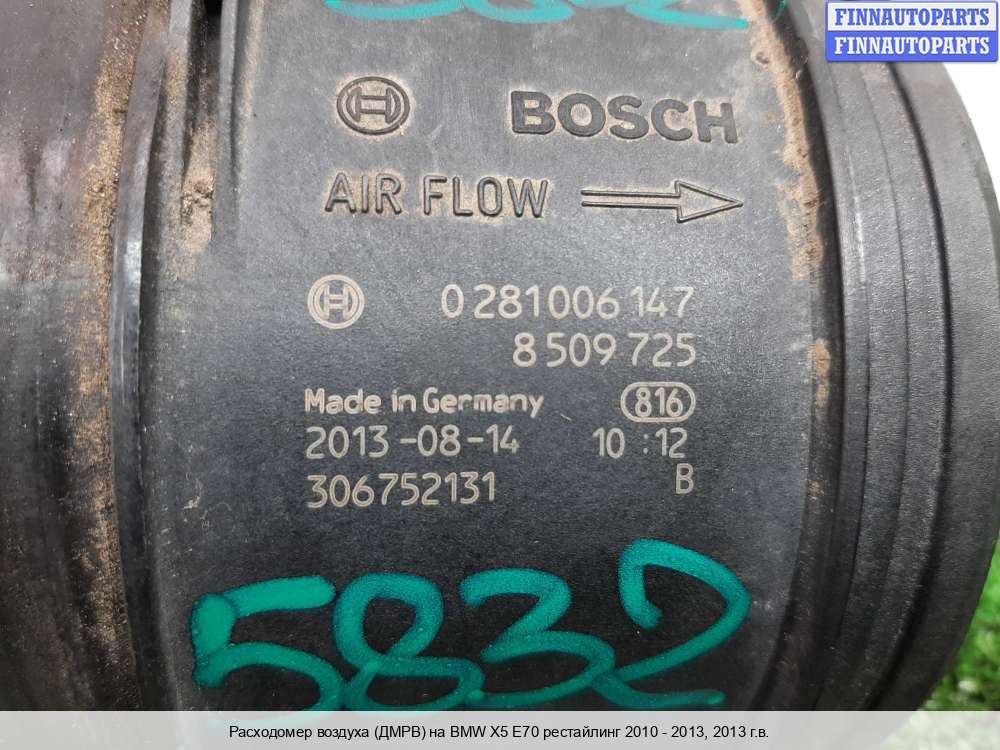 FINNAUTOPARTS
FINNAUTOPARTS
BOSCH
AIR FLOW
0 281 006 147
8 509 725
Made in Germany 816
2013-08-14 10:12
306752131 B
5832
Расходомер воздуха (ДМРВ) на BMW X5 E70 рестайлинг 2010 - 2013, 2013 г.в.